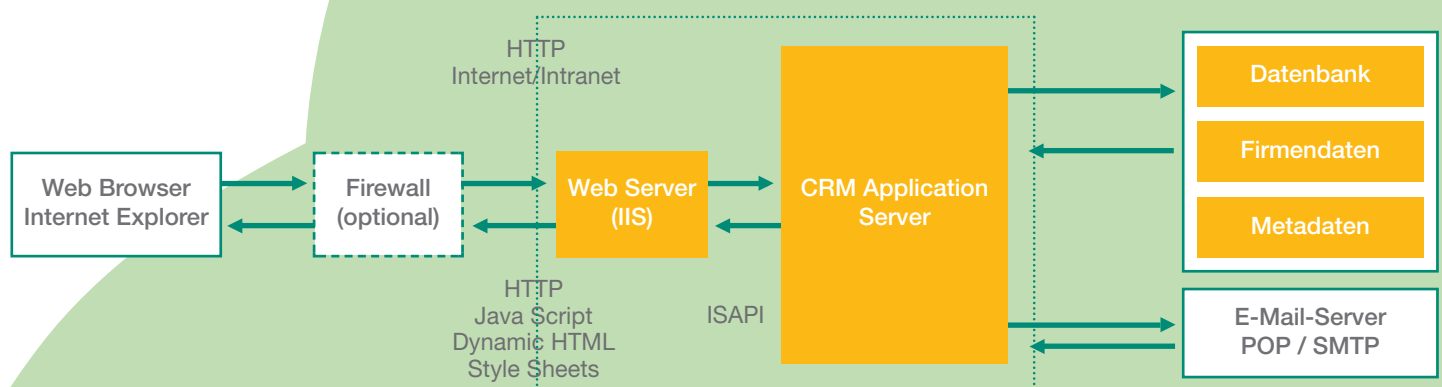 HTTP
Internet/Intranet
Web Browser
Internet Explorer
Firewall
(optional)
Web Server
(IIS)
CRM Application
Server
Datenbank
Firmendaten
Metadaten
HTTP
Java Script
Dynamic HTML
Style Sheets
ISAPI
E-Mail-Server
POP / SMTP